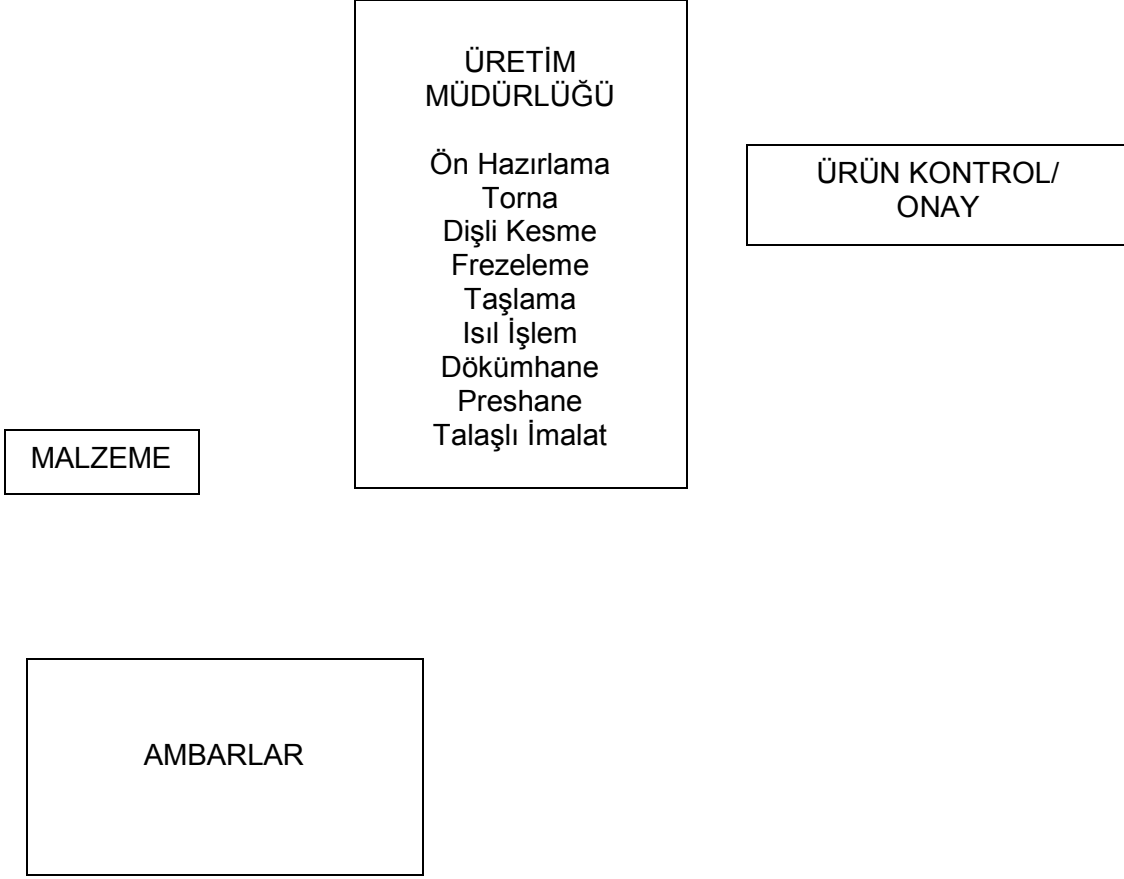 ÜRETİM
MÜDÜRLÜĞÜ
Ön Hazırlama
Torna
Dişli Kesme
Frezeleme
Taşlama
Isıl İşlem
Dökümhane
Preshane
Talaşlı İmalat
ÜRÜN KONTROL/
ONAY
MALZEME
AMBARLAR